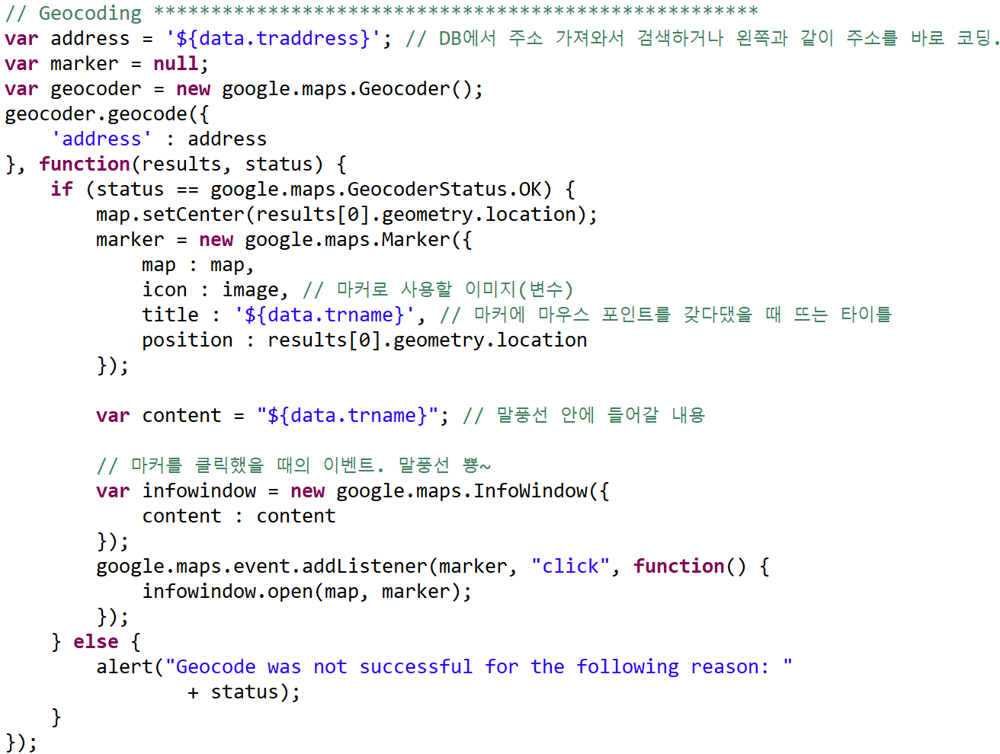 // Geocoding *****************************************************
var address = '${data.traddress}'; // DB에서 주소 가져와서 검색하거나 왼쪽과 같이 주소를 바로 코딩.
var marker = null;
var geocoder = new google.maps.Geocoder();
geocoder.geocode({
    'address' : address
}, function(results, status) {
    if (status == google.maps.GeocoderStatus.OK) {
        map.setCenter(results[0].geometry.location);
        marker = new google.maps.Marker({
            map : map,
            icon : image, // 마커로 사용할 이미지(변수)
            title : '${data.trname}', // 마커에 마우스 포인트를 갖다댔을 때 뜨는 타이틀
            position : results[0].geometry.location
        });
        var content = "${data.trname}"; // 말풍선 안에 들어갈 내용
        // 마커를 클릭했을 때의 이벤트. 말풍선 뿅~
        var infowindow = new google.maps.InfoWindow({
            content : content
        });
        google.maps.event.addListener(marker, "click", function() {
            infowindow.open(map, marker);
        });
    } else {
        alert("Geocode was not successful for the following reason: "
                + status);
    }
});